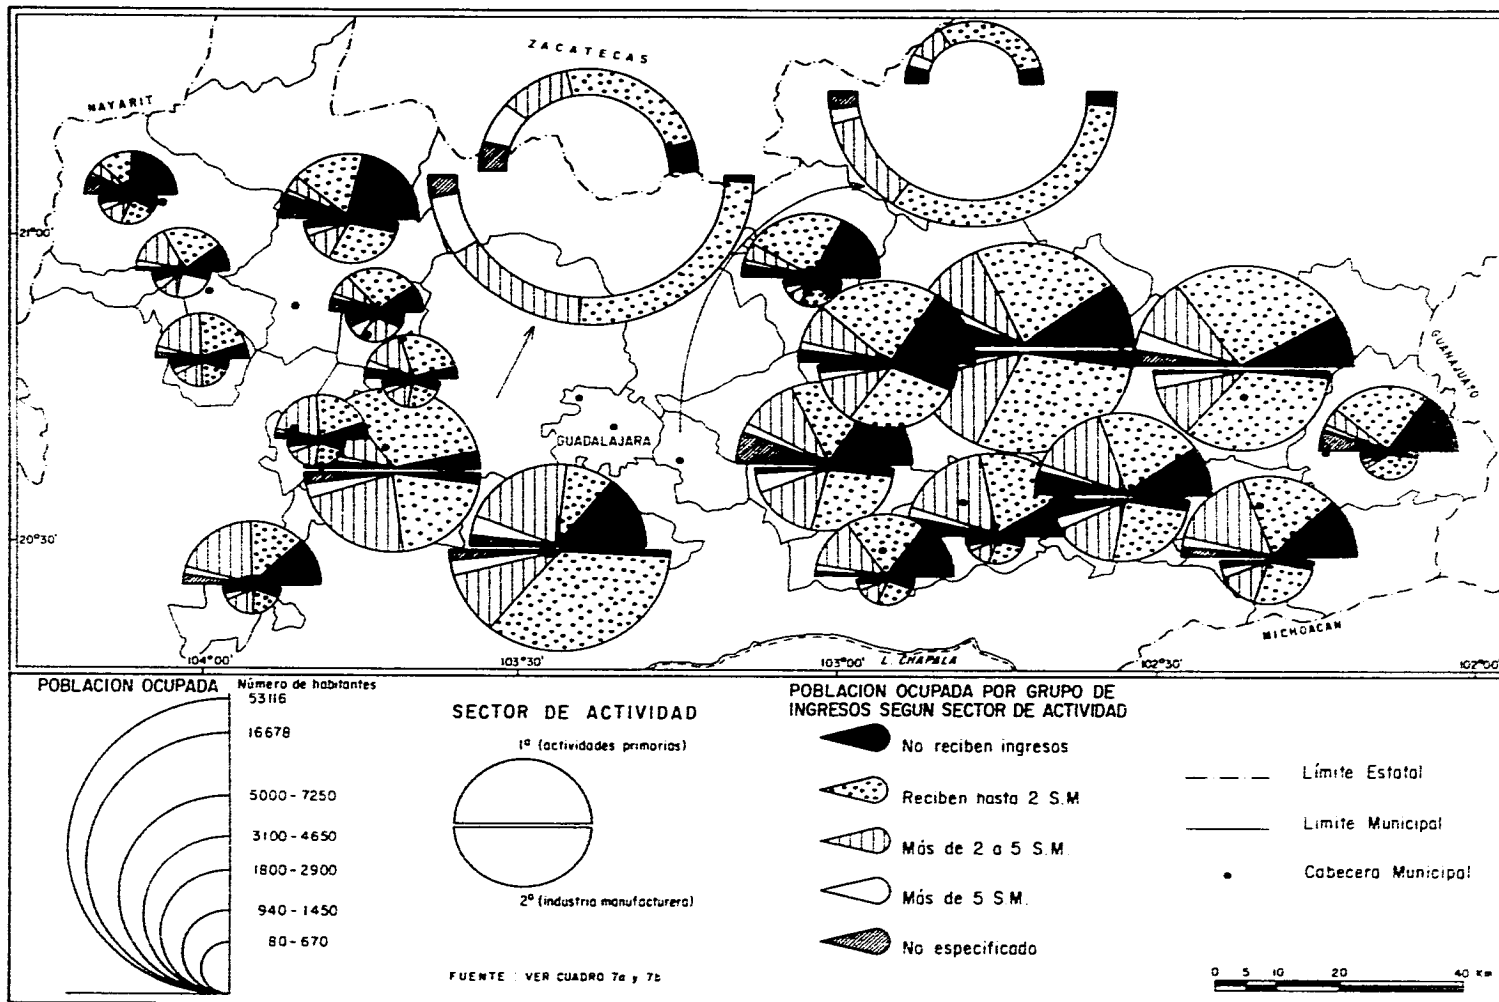 ZACATECAS
NAYARIT
21°00'
GUANAJUATO
GUADALAJARA
20°30'
MICHOACAN
L. CHAPALA
104°00'
103°30'
103°00'
102°30'
102°00'
POBLACION OCUPADA
Número de habitantes
53116
16678
5000 - 7250
3100 - 4650
1800 - 2900
940 - 1450
80 - 670
SECTOR DE ACTIVIDAD
1º (actividades primarias)
2º (industria manufacturera)
FUENTE : VER CUADRO 7a y 7b
POBLACION OCUPADA POR GRUPO DE
INGRESOS SEGUN SECTOR DE ACTIVIDAD
No reciben ingresos
Reciben hasta 2 S.M
Más de 2 a 5 S.M.
Más de 5 S M.
No especificado
Límite Estatal
Limite Municipal
Cabecera Municipal
0 5 10 20 40 Km